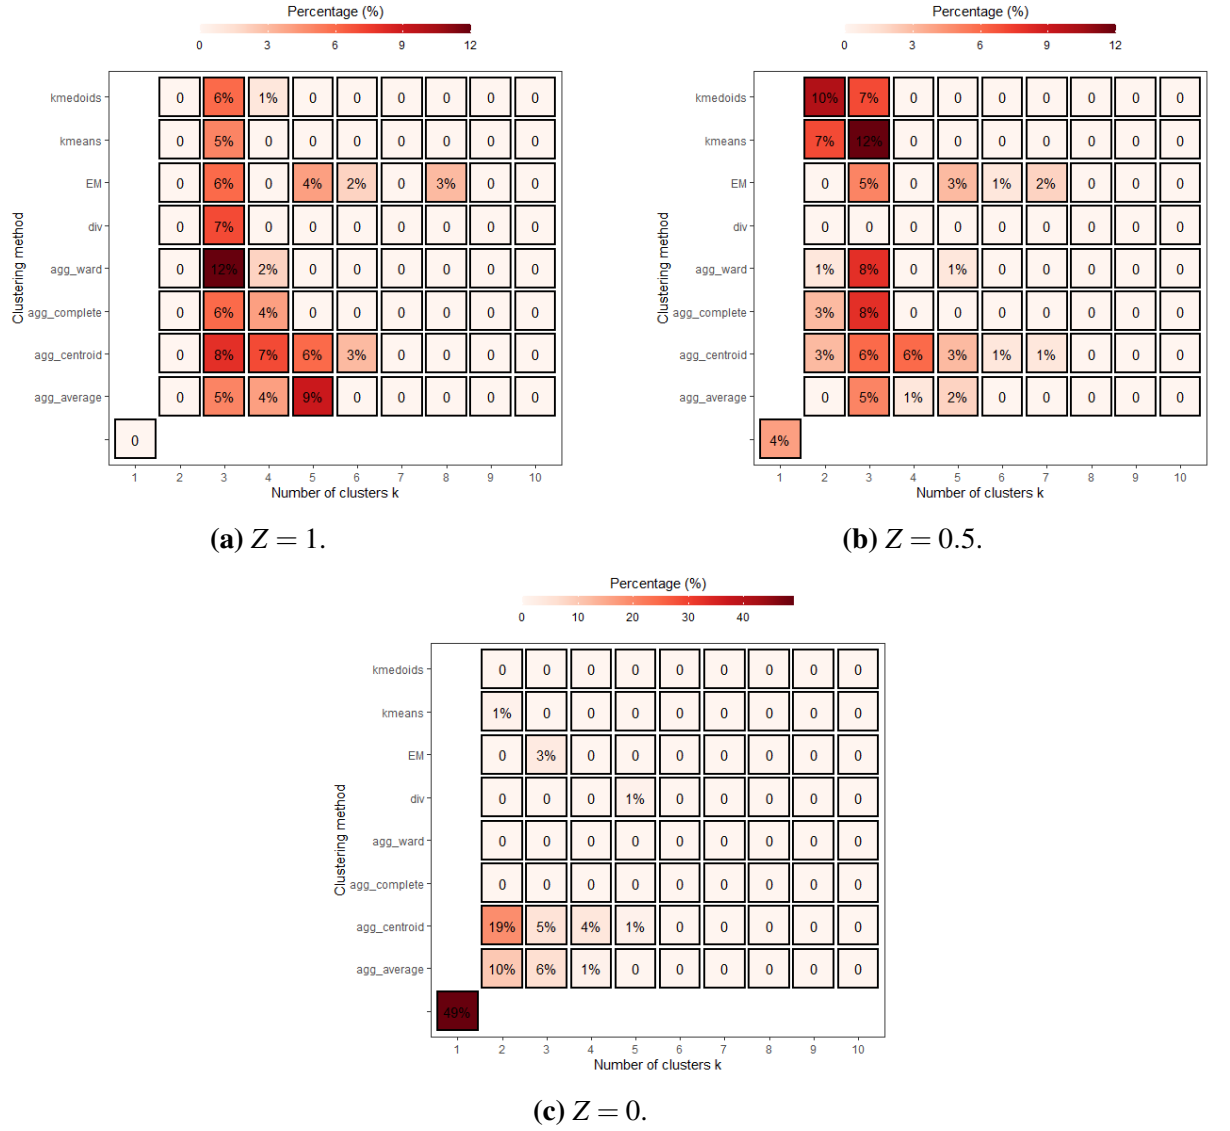 Percentage (%)
0 3 6 9 12
Clustering method
kmedoids 0 6% 1% 0 0 0 0 0 0
kmeans 0 5% 0 0 0 0 0 0 0
EM 0 6% 0 4% 2% 0 3% 0 0
div 0 7% 0 0 0 0 0 0 0
agg_ward 0 12% 2% 0 0 0 0 0 0
agg_complete 0 6% 4% 0 0 0 0 0 0
agg_centroid 0 8% 7% 6% 3% 0 0 0 0
agg_average 0 5% 4% 9% 0 0 0 0 0
0
1 2 3 4 5 6 7 8 9 10
Number of clusters k
(a) Z = 1.
Percentage (%)
0 3 6 9 12
Clustering method
kmedoids 10% 7% 0 0 0 0 0 0 0
kmeans 7% 12% 0 0 0 0 0 0 0
EM 0 5% 0 3% 1% 2% 0 0 0
div 0 0 0 0 0 0 0 0 0
agg_ward 1% 8% 0 1% 0 0 0 0 0
agg_complete 3% 8% 0 0 0 0 0 0 0
agg_centroid 3% 6% 6% 3% 1% 1% 0 0 0
agg_average 0 5% 1% 2% 0 0 0 0 0
4%
1 2 3 4 5 6 7 8 9 10
Number of clusters k
(b) Z = 0.5.
Percentage (%)
0 10 20 30 40
Clustering method
kmedoids 0 0 0 0 0 0 0 0 0
kmeans 1% 0 0 0 0 0 0 0 0
EM 0 3% 0 0 0 0 0 0 0
div 0 0 0 1% 0 0 0 0 0
agg_ward 0 0 0 0 0 0 0 0 0
agg_complete 0 0 0 0 0 0 0 0 0
agg_centroid 19% 5% 4% 1% 0 0 0 0 0
agg_average 10% 6% 1% 0 0 0 0 0 0
49%
1 2 3 4 5 6 7 8 9 10
Number of clusters k
(c) Z = 0.